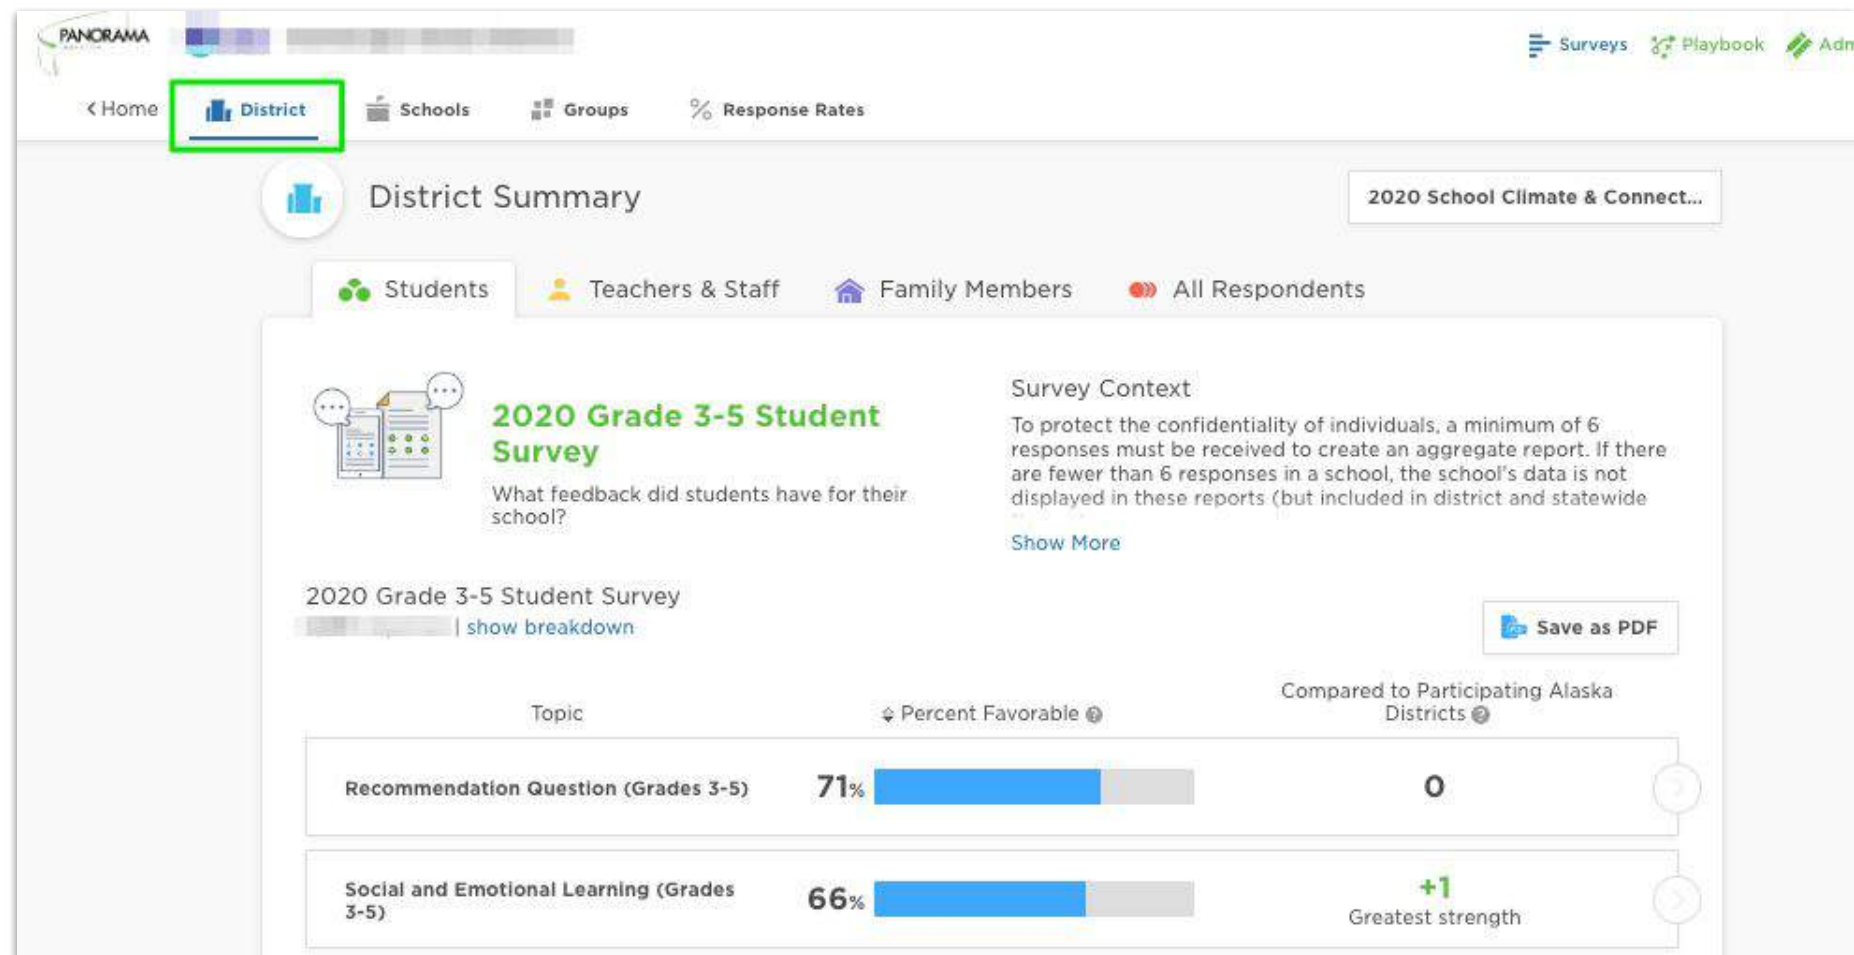 PANORAMA
Surveys Playbook Adm
Home District Schools Groups % Response Rates
District Summary
2020 School Climate & Connect...
Students Teachers & Staff Family Members All Respondents
2020 Grade 3-5 Student
Survey
What feedback did students have for their
school?
Survey Context
To protect the confidentiality of individuals, a minimum of 6
responses must be received to create an aggregate report. If there
are fewer than 6 responses in a school, the school's data is not
displayed in these reports (but included in district and statewide
Show More
2020 Grade 3-5 Student Survey
| show breakdown
Save as PDF
Topic
Percent Favorable
Compared to Participating Alaska
Districts
Recommendation Question (Grades 3-5)
71%
0
Social and Emotional Learning (Grades
3-5)
66%
+1
Greatest strength